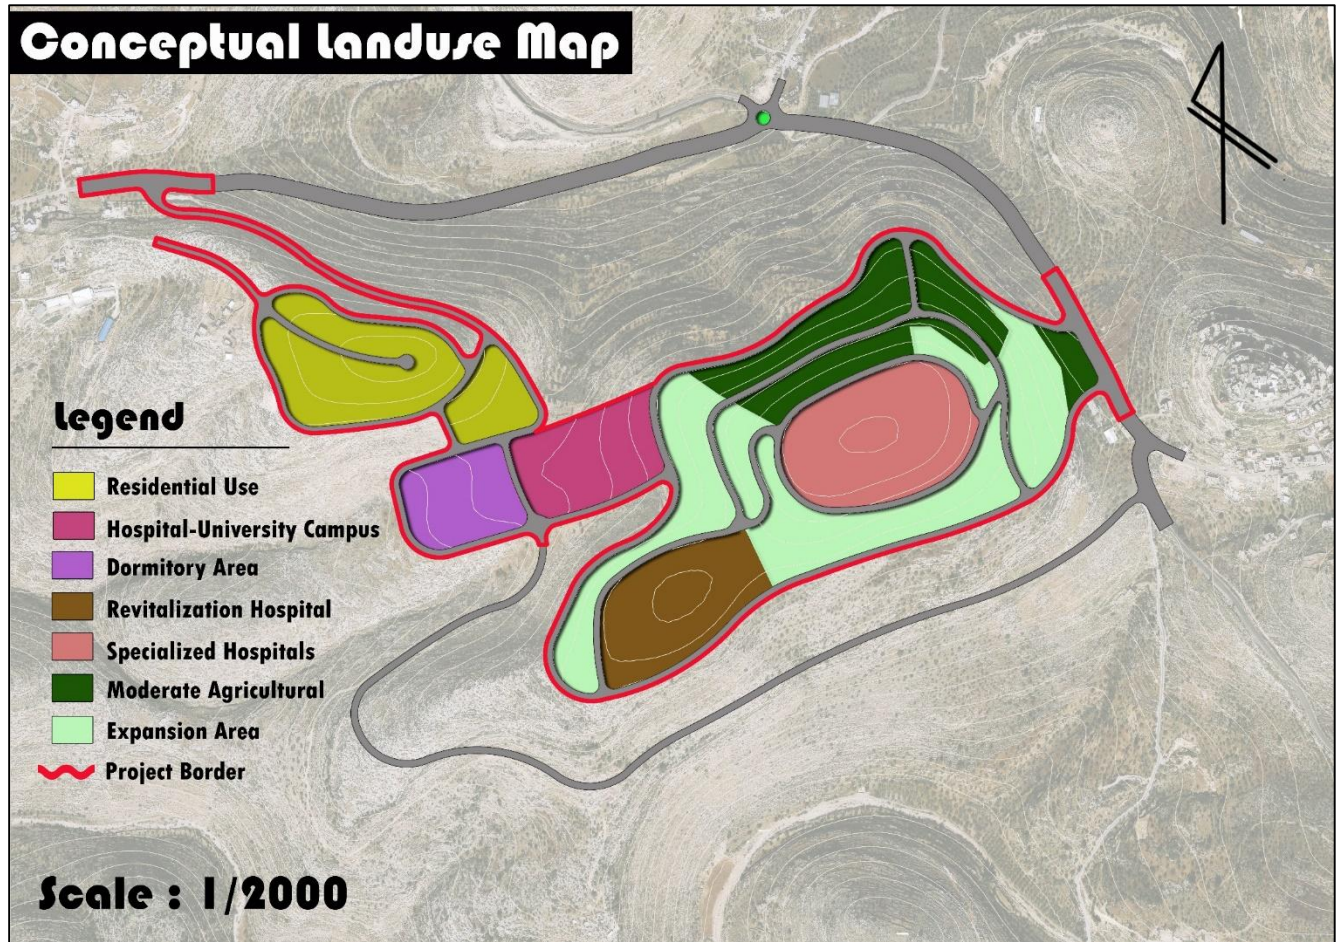 Conceptual Landuse Map
Legend
Residential Use
Hospital-University Campus
Dormitory Area
Revitalization Hospital
Specialized Hospitals
Moderate Agricultural
Expansion Area
Project Border
Scale : 1/2000